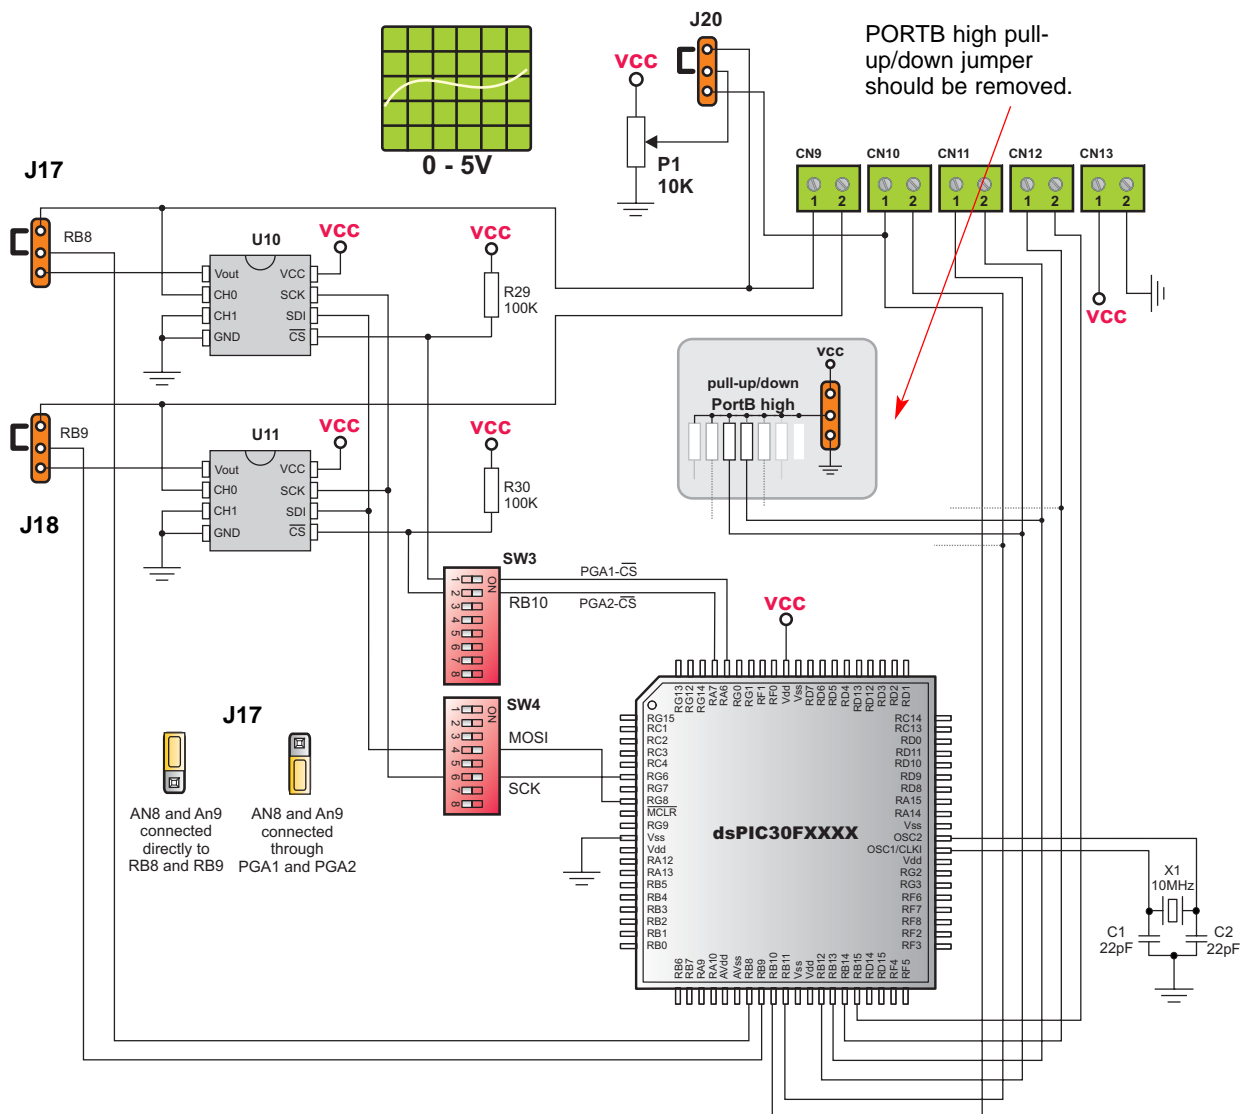 J20
PORTB high pull-
up/down jumper
should be removed.
VCC
P1
10K
0 - 5V
CN9
CN10
CN11
CN12
CN13
1 2
1 2
1 2
1 2
1 2
J17
RB8
U10
Vout
CH0
CH1
GND
VCC
SCK
SDI
CS
VCC
VCC
R29
100K
VCC
J18
RB9
U11
Vout
CH0
CH1
GND
VCC
SCK
SDI
CS
VCC
VCC
R30
100K
vcc
pull-up/down
PortB high
SW3
ON
1
2
3
4
5
6
7
8
RB10
PGA1-CS
PGA2-CS
VCC
SW4
ON
1
2
3
4
5
6
7
8
MOSI
SCK
J17
AN8 and An9
connected
directly to
RB8 and RB9
AN8 and An9
connected
through
PGA1 and PGA2
RG13
RG12
RG14
RA7
RA6
RG0
RG1
RF1
RF0
Vdd
Vss
RD7
RD6
RD5
RD4
RD13
RD12
RD3
RD2
RD1
RG15
RC1
RC2
RC3
RC4
RG6
RG7
RG8
MCLR
RG9
Vss
Vdd
RA12
RA13
RB5
RB4
RB3
RB2
RB1
RB0
dsPIC30FXXXX
RC14
RC13
RD0
RD11
RD10
RD9
RD8
RA15
RA14
Vss
OSC2
OSC1/CLKI
Vdd
RG2
RG3
RF6
RF7
RF8
RF2
RF3
RB6
RB7
RA9
RA10
AVdd
AVss
RB8
RB9
RB10
RB11
Vss
Vdd
RB12
RB13
RB14
RB15
RD14
RD15
RF4
RF5
X1
10MHz
C1
22pF
C2
22pF